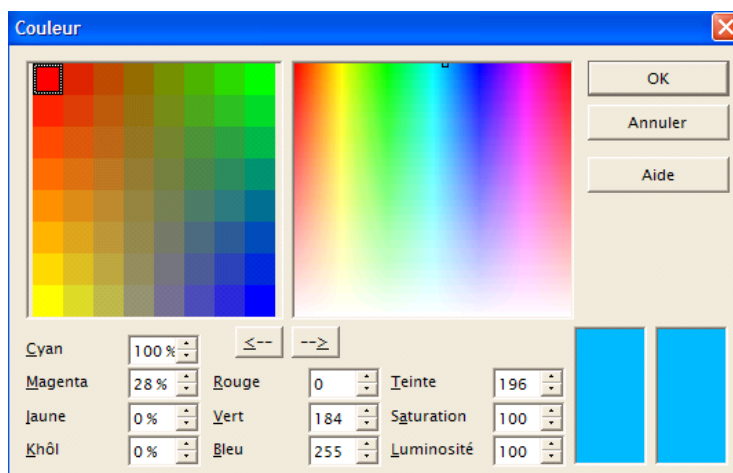 Couleur
OK
Annuler
Aide
<-- -->
Cyan 100 %
Magenta 28 % Rouge 0 Teinte 196
Jaune 0 % Vert 184 Saturation 100
Khôl 0 % Bleu 255 Luminosité 100